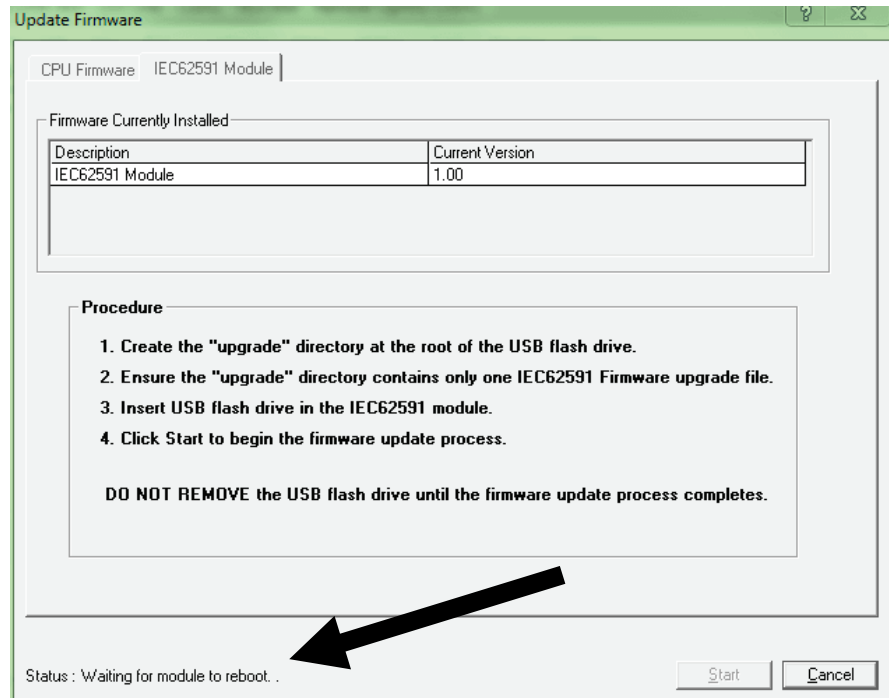 Update Firmware
?
CPU Firmware IEC62591 Module
Firmware Currently Installed
Description Current Version
IEC62591 Module 1.00
Procedure
1. Create the "upgrade" directory at the root of the USB flash drive.
2. Ensure the "upgrade" directory contains only one IEC62591 Firmware upgrade file.
3. Insert USB flash drive in the IEC62591 module.
4. Click Start to begin the firmware update process.
DO NOT REMOVE the USB flash drive until the firmware update process completes.
Status : Waiting for module to reboot. .
Start Cancel